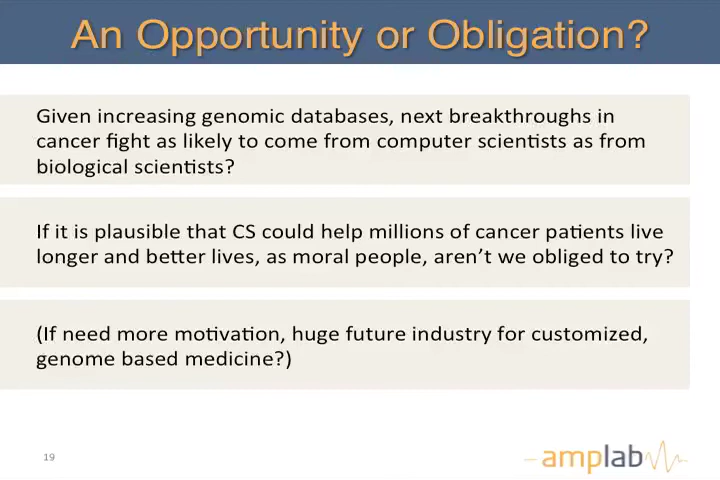 An Opportunity or Obligation?
Given increasing genomic databases, next breakthroughs in
cancer fight as likely to come from computer scientists as from
biological scientists?
If it is plausible that CS could help millions of cancer patients live
longer and better lives, as moral people, aren’t we obliged to try?
(If need more motivation, huge future industry for customized,
genome based medicine?)
19
amplab